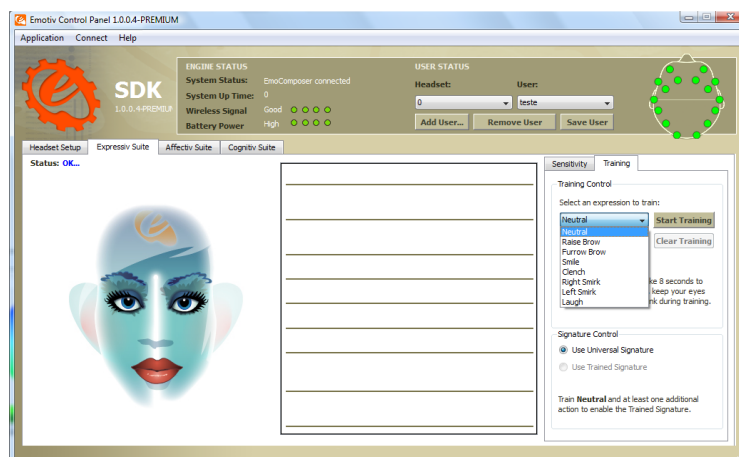 Emotiv Control Panel 1.0.0.4-PREMIUM
Application Connect Help
SDK
1.0.0.4-PREMIU
ENGINE STATUS
System Status: EmoComposer connected
System Up Time: 0
Wireless Signal Good
Battery Power High
USER STATUS
Headset: User:
0 teste
Add User... Remove User Save User
Headset Setup Expressiv Suite Affectiv Suite Cognitiv Suite
Status: OK...
Sensitivity Training
Training Control
Select an expression to train:
Neutral Start Training
Neutral
Raise Brow Clear Training
Furrow Brow
Smile
Clench
Right Smirk ke 8 seconds to
Left Smirk keep your eyes
Laugh nk during training.
Signature Control
Use Universal Signature
Use Trained Signature
Train Neutral and at least one additional
action to enable the Trained Signature.